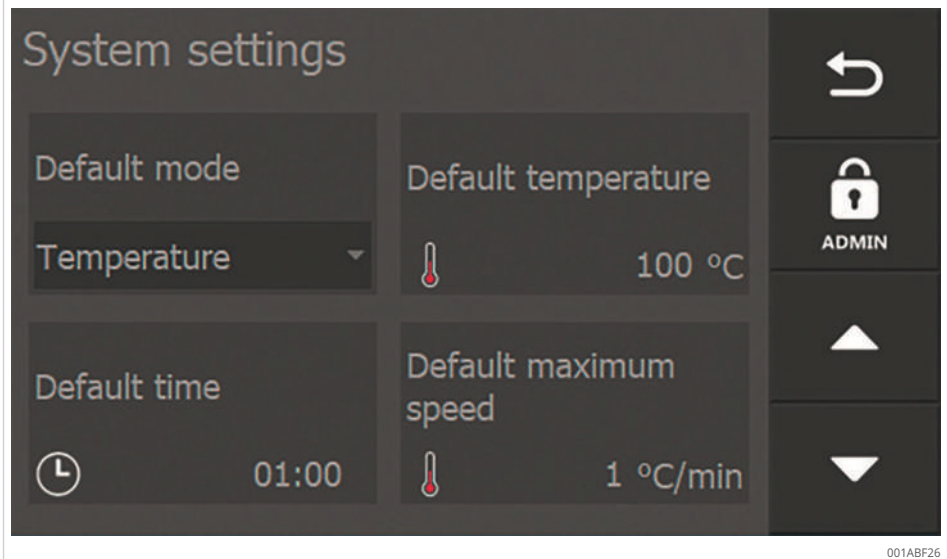 System settings
Default mode
Temperature
Default temperature
100 °C
ADMIN
Default time
01:00
Default maximum
speed
1 °C/min
001ABF26